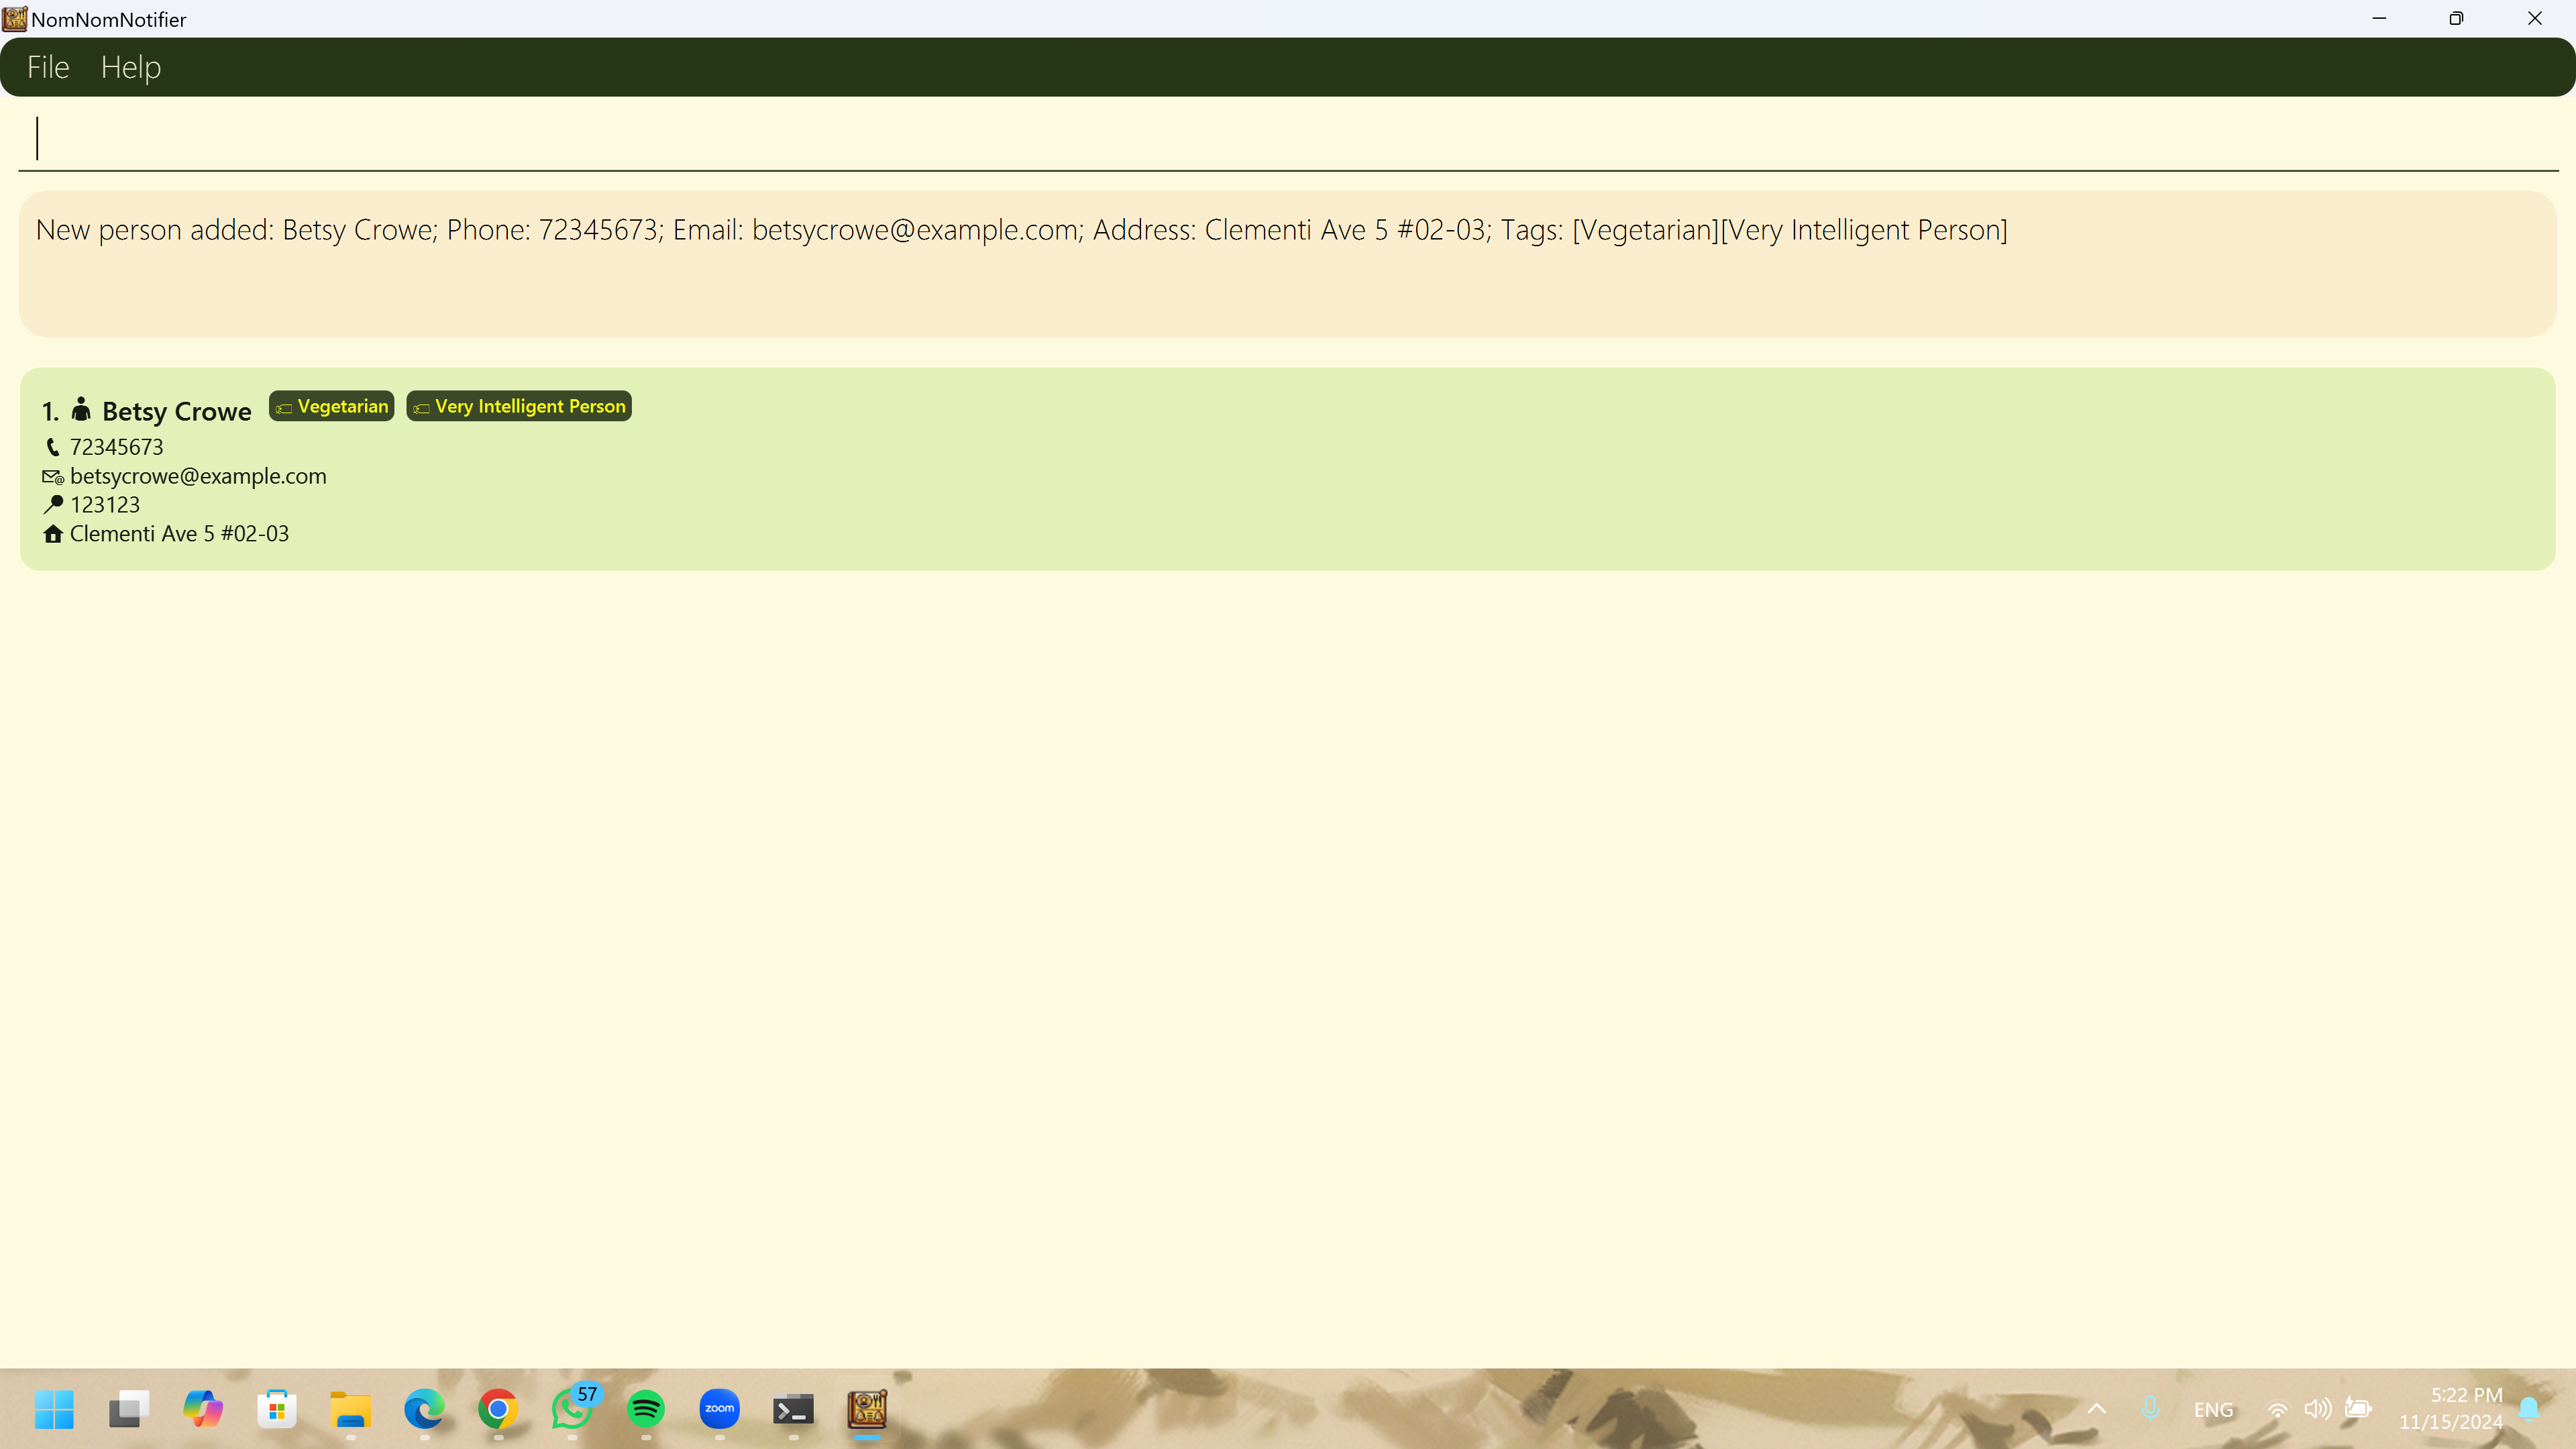 NomNomNotifier
File Help
New person added: Betsy Crowe; Phone: 72345673; Email: betsycrowe@example.com; Address: Clementi Ave 5 #02-03; Tags: [Vegetarian][Very Intelligent Person]
1. Betsy Crowe Vegetarian Very Intelligent Person
72345673
betsycrowe@example.com
123123
Clementi Ave 5 #02-03
57
zoom
ENG
5:22 PM
11/15/2024